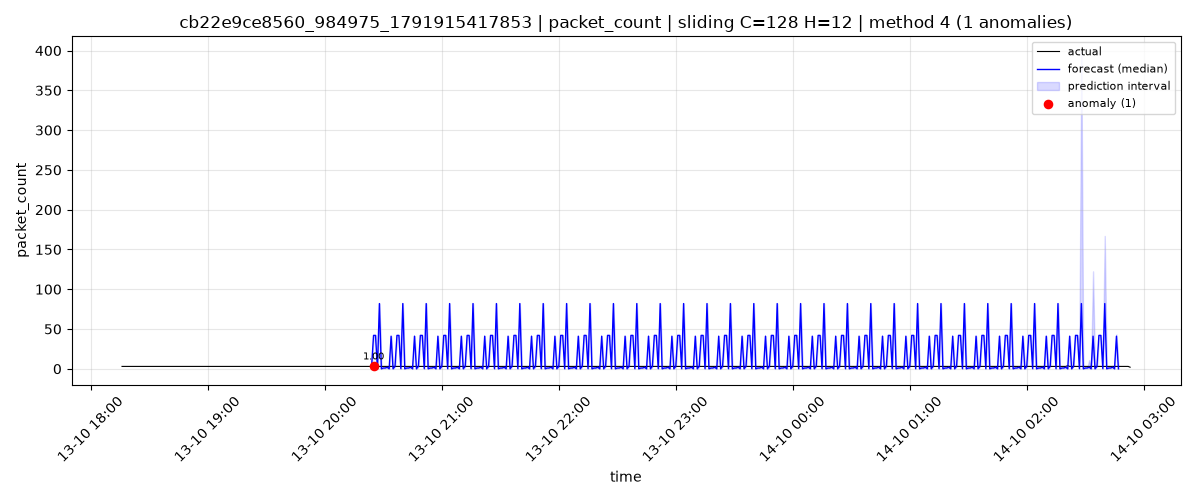 cb22e9ce8560_984975_1791915417853 | packet_count | sliding C=128 H=12 | method 4 (1 anomalies)
actual
forecast (median)
prediction interval
anomaly (1)
packet_count
400
350
300
250
200
150
100
50
0
1.00
13-10 18:00
13-10 19:00
13-10 20:00
13-10 21:00
13-10 22:00
13-10 23:00
14-10 00:00
14-10 01:00
14-10 02:00
14-10 03:00
time